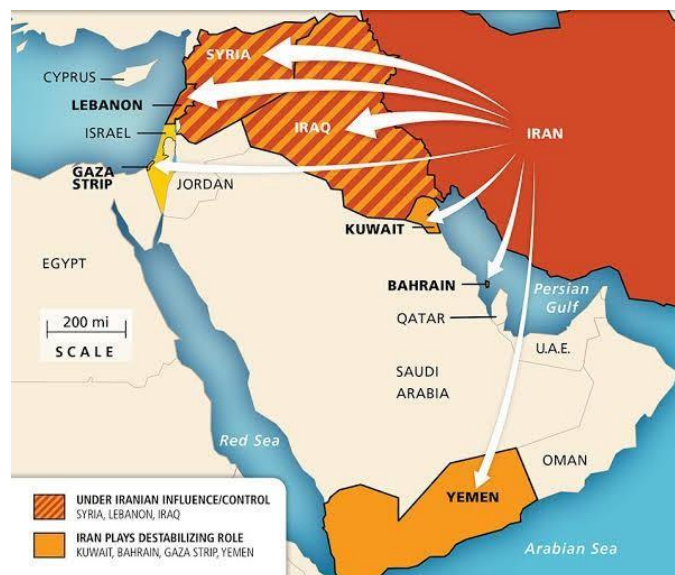 SYRIA
CYPRUS
LEBANON
ISRAEL
IRAQ
IRAN
GAZA
STRIP
JORDAN
KUWAIT
EGYPT
BAHRAIN
Persian
Gulf
QATAR
200 mi
SCALE
U.A.E.
SAUDI
ARABIA
Red Sea
OMAN
YEMEN
UNDER IRANIAN INFLUENCE/CONTROL
SYRIA, LEBANON, IRAQ
IRAN PLAYS DESTABILIZING ROLE
KUWAIT, BAHRAIN, GAZA STRIP, YEMEN
Arabian Sea